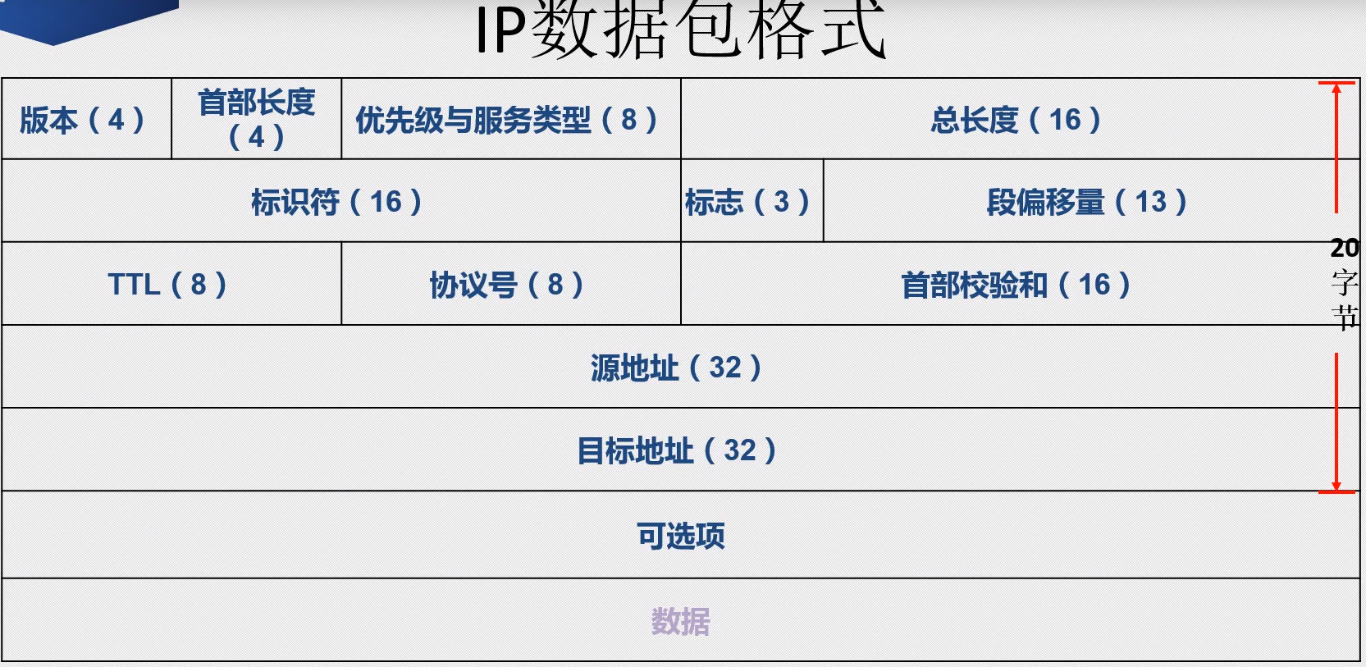 IP数据包格式
版本（4）
首部长度
（4）
优先级与服务类型（8）
总长度（16）
标识符（16）
标志（3）
段偏移量（13）
TTL（8）
协议号（8）
首部校验和（16）
20
字
节
源地址（32）
目标地址（32）
可选项
数据